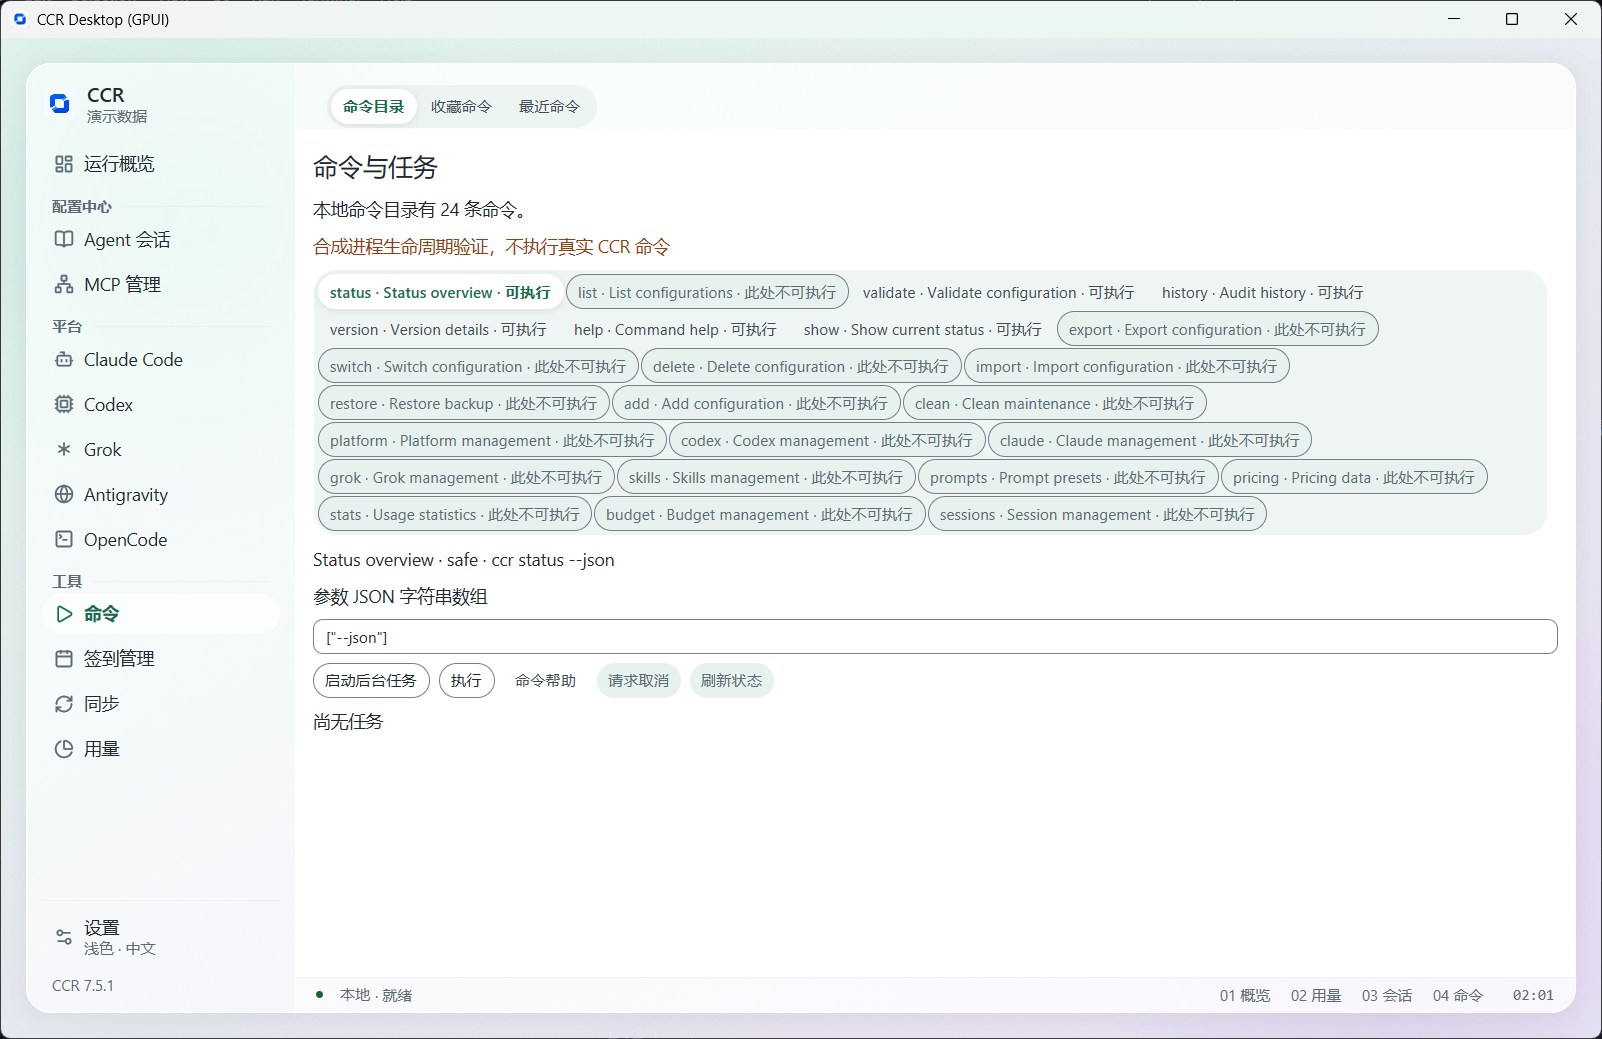 CCR Desktop (GPUI)
CCR
演示数据
运行概览
配置中心
Agent 会话
MCP 管理
平台
Claude Code
Codex
Grok
Antigravity
OpenCode
工具
命令
签到管理
同步
用量
设置
浅色 · 中文
CCR 7.5.1
命令目录 收藏命令 最近命令
命令与任务
本地命令目录有 24 条命令。
合成进程生命周期验证，不执行真实 CCR 命令
status · Status overview · 可执行 list · List configurations · 此处不可执行 validate · Validate configuration · 可执行 history · Audit history · 可执行
version · Version details · 可执行 help · Command help · 可执行 show · Show current status · 可执行 export · Export configuration · 此处不可执行
switch · Switch configuration · 此处不可执行 delete · Delete configuration · 此处不可执行 import · Import configuration · 此处不可执行
restore · Restore backup · 此处不可执行 add · Add configuration · 此处不可执行 clean · Clean maintenance · 此处不可执行
platform · Platform management · 此处不可执行 codex · Codex management · 此处不可执行 claude · Claude management · 此处不可执行
grok · Grok management · 此处不可执行 skills · Skills management · 此处不可执行 prompts · Prompt presets · 此处不可执行 pricing · Pricing data · 此处不可执行
stats · Usage statistics · 此处不可执行 budget · Budget management · 此处不可执行 sessions · Session management · 此处不可执行
Status overview · safe · ccr status --json
参数 JSON 字符串数组
["--json"]
启动后台任务 执行 命令帮助 请求取消 刷新状态
尚无任务
本地 · 就绪 01 概览 02 用量 03 会话 04 命令 02:01